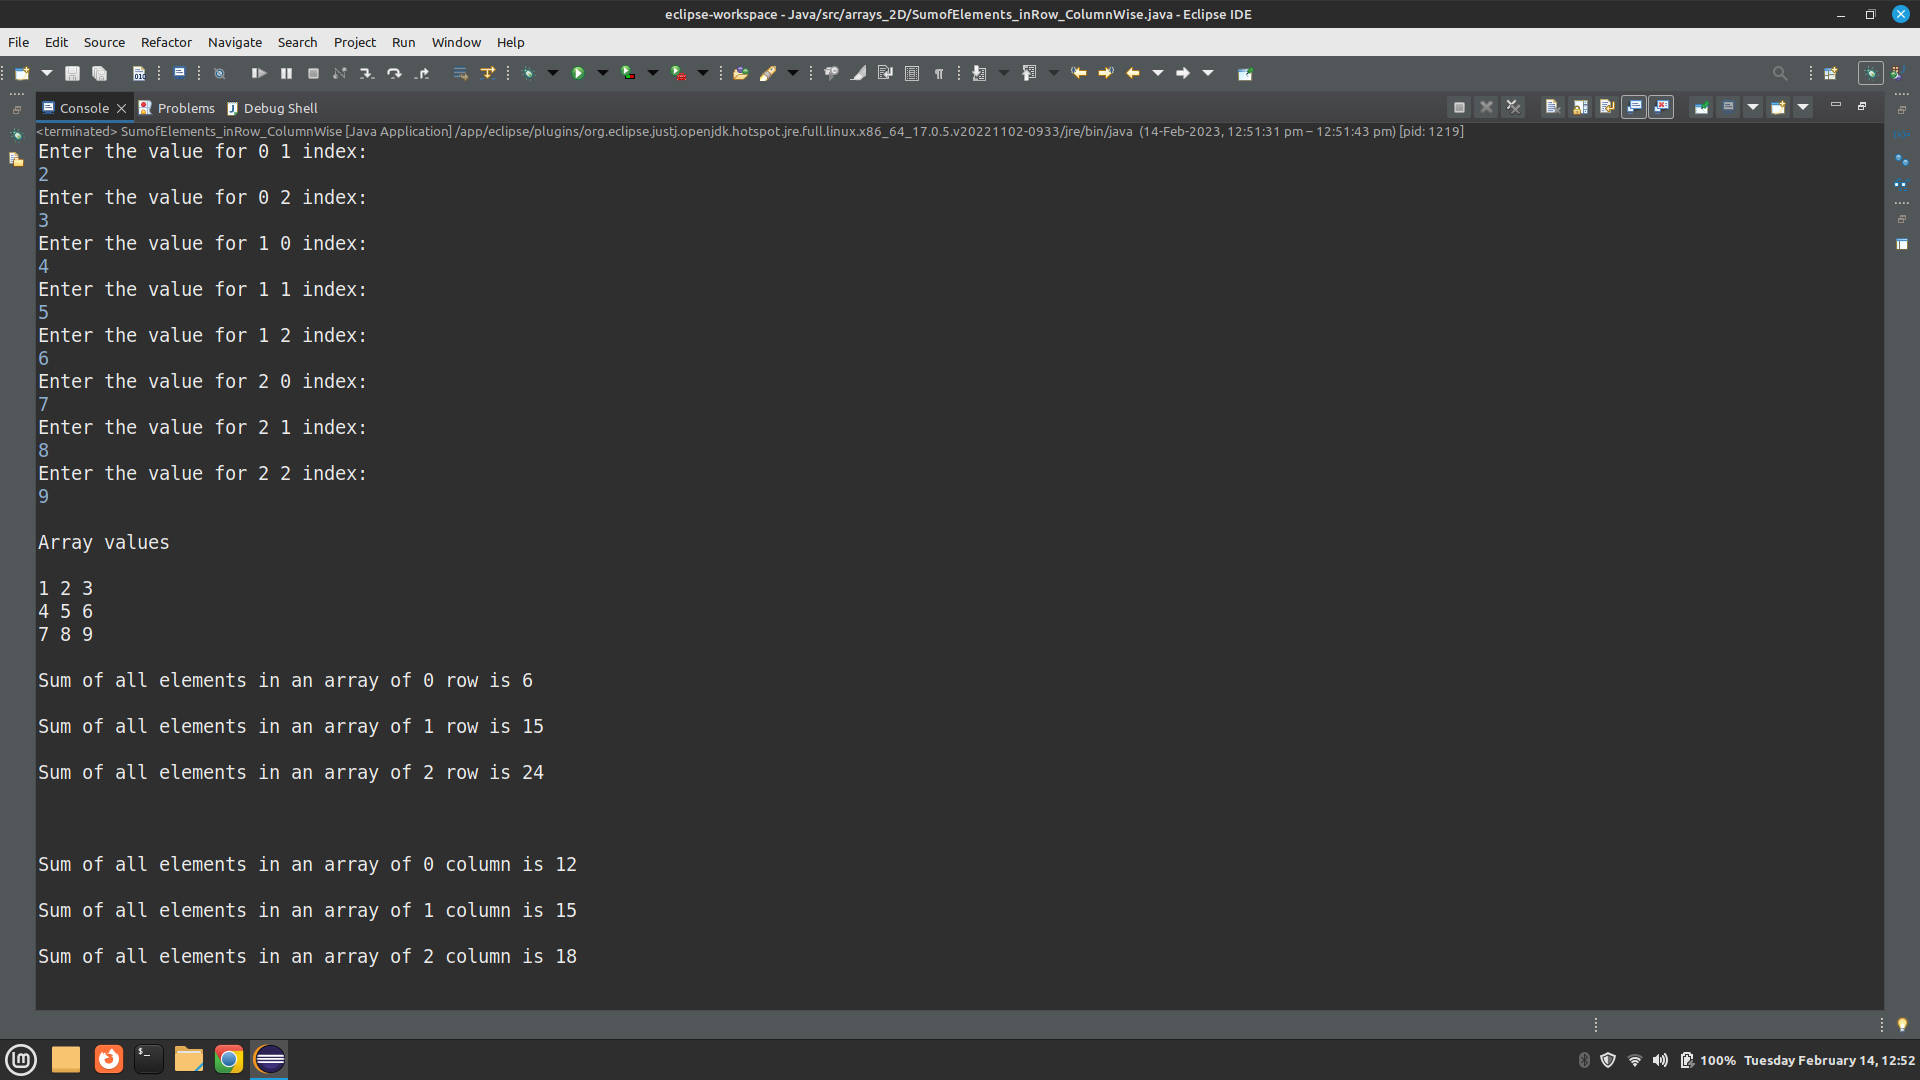 eclipse-workspace - Java/src/arrays_2D/SumofElements_inRow_ColumnWise.java - Eclipse IDE
File Edit Source Refactor Navigate Search Project Run Window Help
Console Problems Debug Shell
<terminated> SumofElements_inRow_ColumnWise [Java Application] /app/eclipse/plugins/org.eclipse.justj.openjdk.hotspot.jre.full.linux.x86_64_17.0.5.v20221102-0933/jre/bin/java (14-Feb-2023, 12:51:31 pm – 12:51:43 pm) [pid: 1219]
Enter the value for 0 1 index:
2
Enter the value for 0 2 index:
3
Enter the value for 1 0 index:
4
Enter the value for 1 1 index:
5
Enter the value for 1 2 index:
6
Enter the value for 2 0 index:
7
Enter the value for 2 1 index:
8
Enter the value for 2 2 index:
9
Array values
1 2 3
4 5 6
7 8 9
Sum of all elements in an array of 0 row is 6
Sum of all elements in an array of 1 row is 15
Sum of all elements in an array of 2 row is 24
Sum of all elements in an array of 0 column is 12
Sum of all elements in an array of 1 column is 15
Sum of all elements in an array of 2 column is 18
100% Tuesday February 14, 12:52